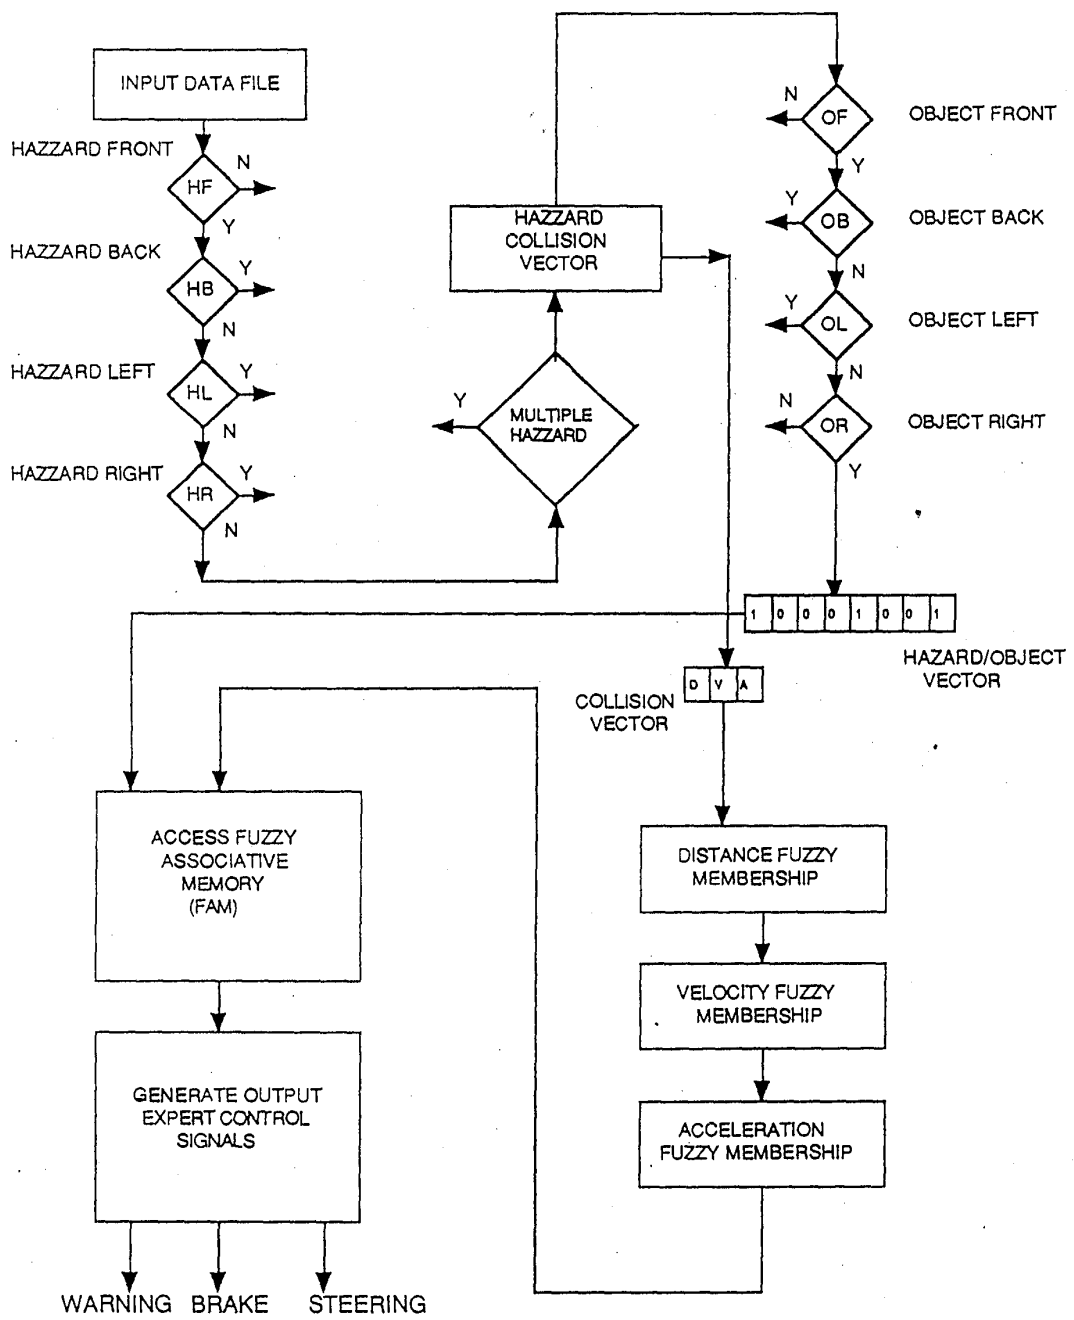 INPUT DATA FILE
HAZZARD FRONT
HF
N
Y
HAZZARD BACK
HB
Y
N
HAZZARD LEFT
HL
Y
N
HAZZARD RIGHT
HR
Y
N
MULTIPLE
HAZZARD
Y
HAZZARD
COLLISION
VECTOR
N
OF
OBJECT FRONT
Y
Y
OB
OBJECT BACK
N
Y
OL
OBJECT LEFT
N
N
OR
OBJECT RIGHT
Y
1 0 0 0 1 0 0 1
HAZARD/OBJECT
VECTOR
D V A
COLLISION
VECTOR
DISTANCE FUZZY
MEMBERSHIP
VELOCITY FUZZY
MEMBERSHIP
ACCELERATION
FUZZY MEMBERSHIP
ACCESS FUZZY
ASSOCIATIVE
MEMORY
(FAM)
GENERATE OUTPUT
EXPERT CONTROL
SIGNALS
WARNING BRAKE STEERING